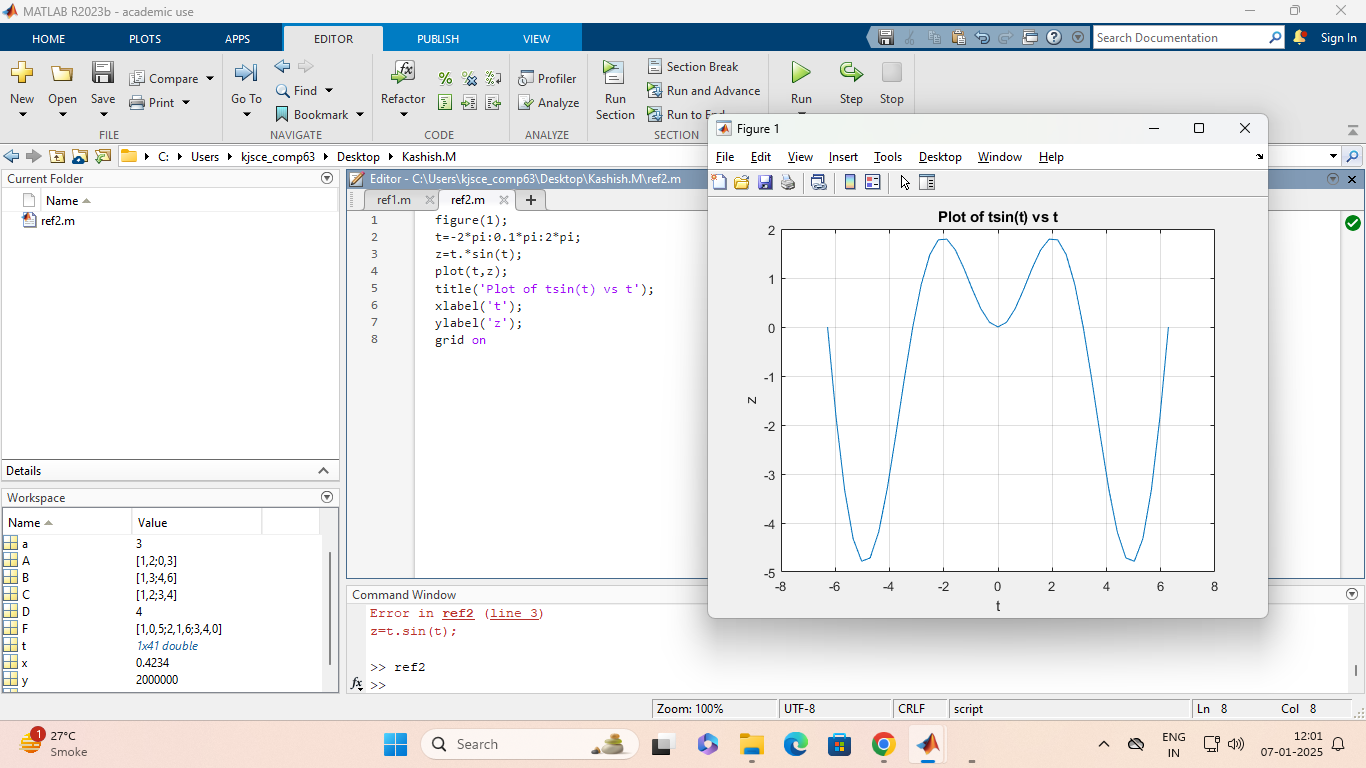 MATLAB R2023b - academic use
HOME PLOTS APPS EDITOR PUBLISH VIEW
Search Documentation
Sign In
New
Open
Save
Compare
Print
FILE
Go To
Find
Bookmark
NAVIGATE
Refactor
CODE
Profiler
Analyze
ANALYZE
Run
Section
Section Break
Run and Advance
Run to End
SECTION
Run
Step
Stop
C: Users kjsce_comp63 Desktop Kashish.M
Current Folder
Name
ref2.m
Details
Workspace
Name Value
a 3
A [1,2;0,3]
B [1,3;4,6]
C [1,2;3,4]
D 4
F [1,0,5;2,1,6;3,4,0]
t 1x41 double
x 0.4234
y 2000000
Editor - C:\Users\kjsce_comp63\Desktop\Kashish.M\ref2.m
ref1.m ref2.m
1 figure(1);
2 t=-2*pi:0.1*pi:2*pi;
3 z=t.*sin(t);
4 plot(t,z);
5 title('Plot of tsin(t) vs t');
6 xlabel('t');
7 ylabel('z');
8 grid on
Command Window
Error in ref2 (line 3)
z=t.sin(t);
>> ref2
fx >>
Figure 1
File Edit View Insert Tools Desktop Window Help
Plot of tsin(t) vs t
2
1
0
-1
-2
-3
-4
-5
z
-8 -6 -4 -2 0 2 4 6 8
t
Zoom: 100% UTF-8 CRLF script Ln 8 Col 8
1
27°C
Smoke
Search
ENG
IN
12:01
07-01-2025